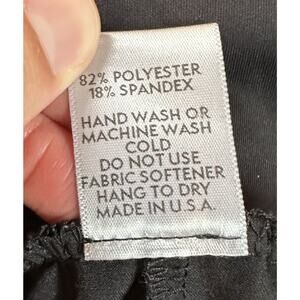 82% POLYESTER
18% SPANDEX
HAND WASH OR
MACHINE WASH
COLD
DO NOT USE
FABRIC SOFTENER
HANG TO DRY
MADE IN U.S.A.